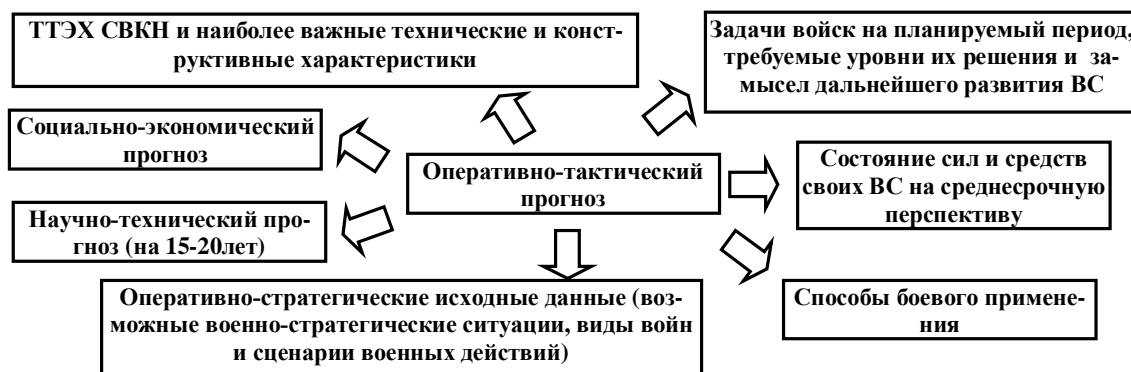 ТТЭХ СВКН и наиболее важные технические и конст-
руктивные характеристики
Задачи войск на планируемый период,
требуемые уровни их решения и за-
мысел дальнейшего развития ВС
Социально-экономический
прогноз
Оперативно-тактический
прогноз
Состояние сил и средств
своих ВС на среднесрочную
перспективу
Научно-технический про-
гноз (на 15-20лет)
Оперативно-стратегические исходные данные (воз-
можные военно-стратегические ситуации, виды войн
и сценарии военных действий)
Способы боевого примене-
ния